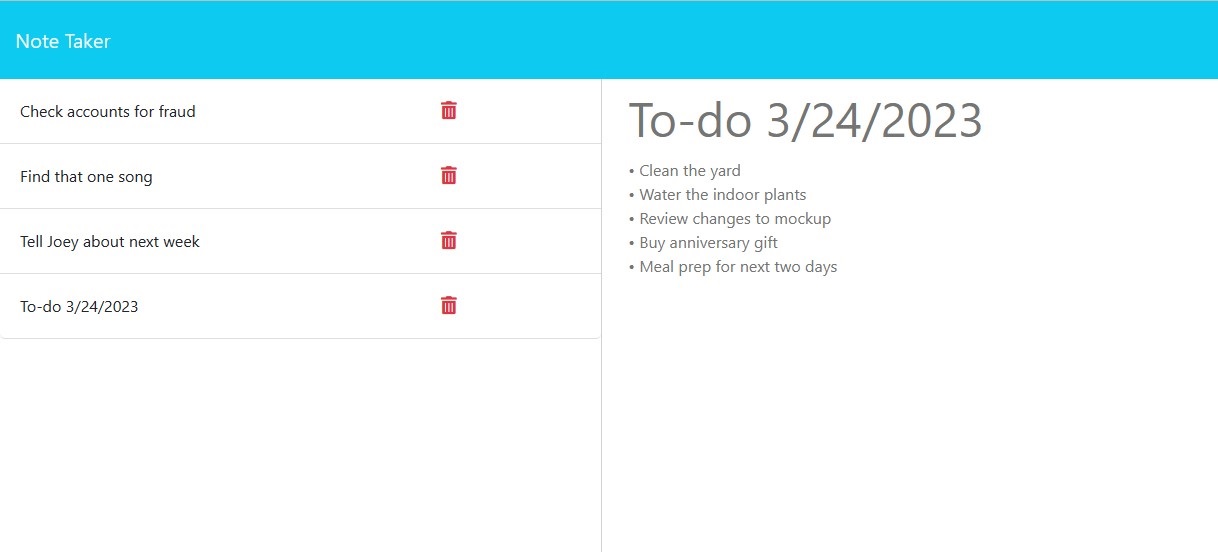 Note Taker
Check accounts for fraud
Find that one song
Tell Joey about next week
To-do 3/24/2023
To-do 3/24/2023
• Clean the yard
• Water the indoor plants
• Review changes to mockup
• Buy anniversary gift
• Meal prep for next two days